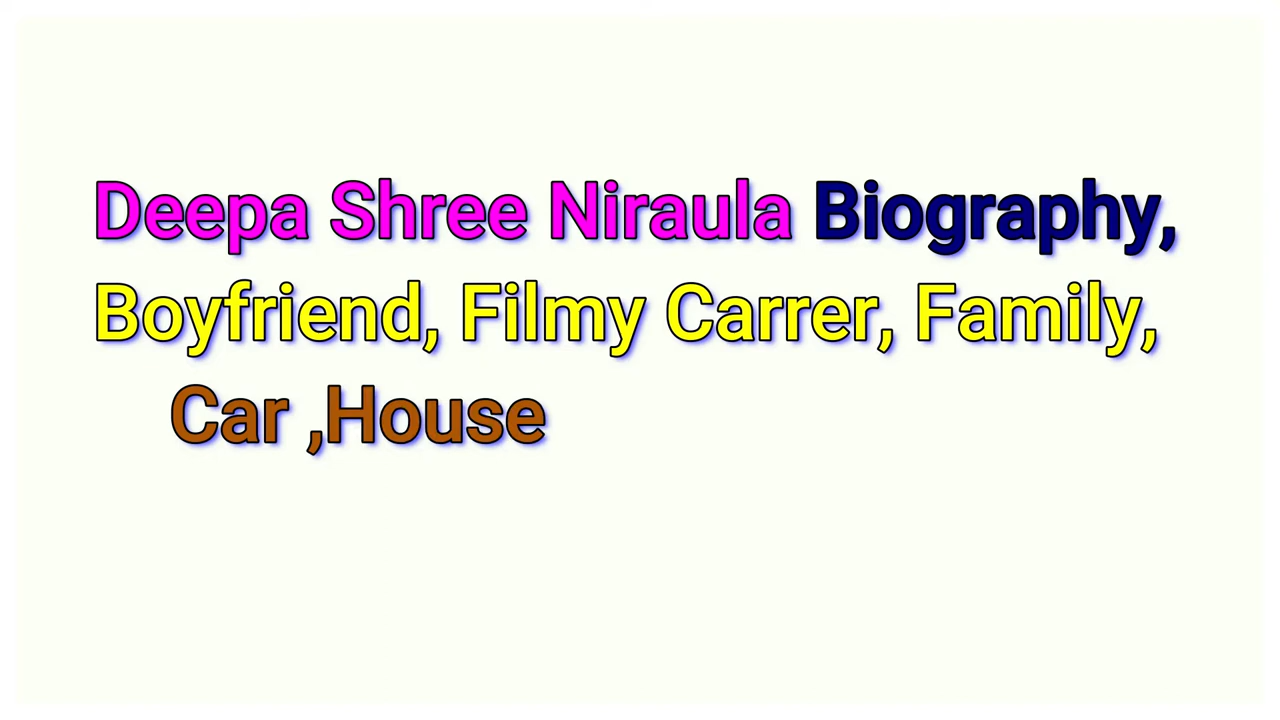 Deepa Shree Niraula Biography,
Boyfriend, Filmy Carrer, Family,
Car ,House